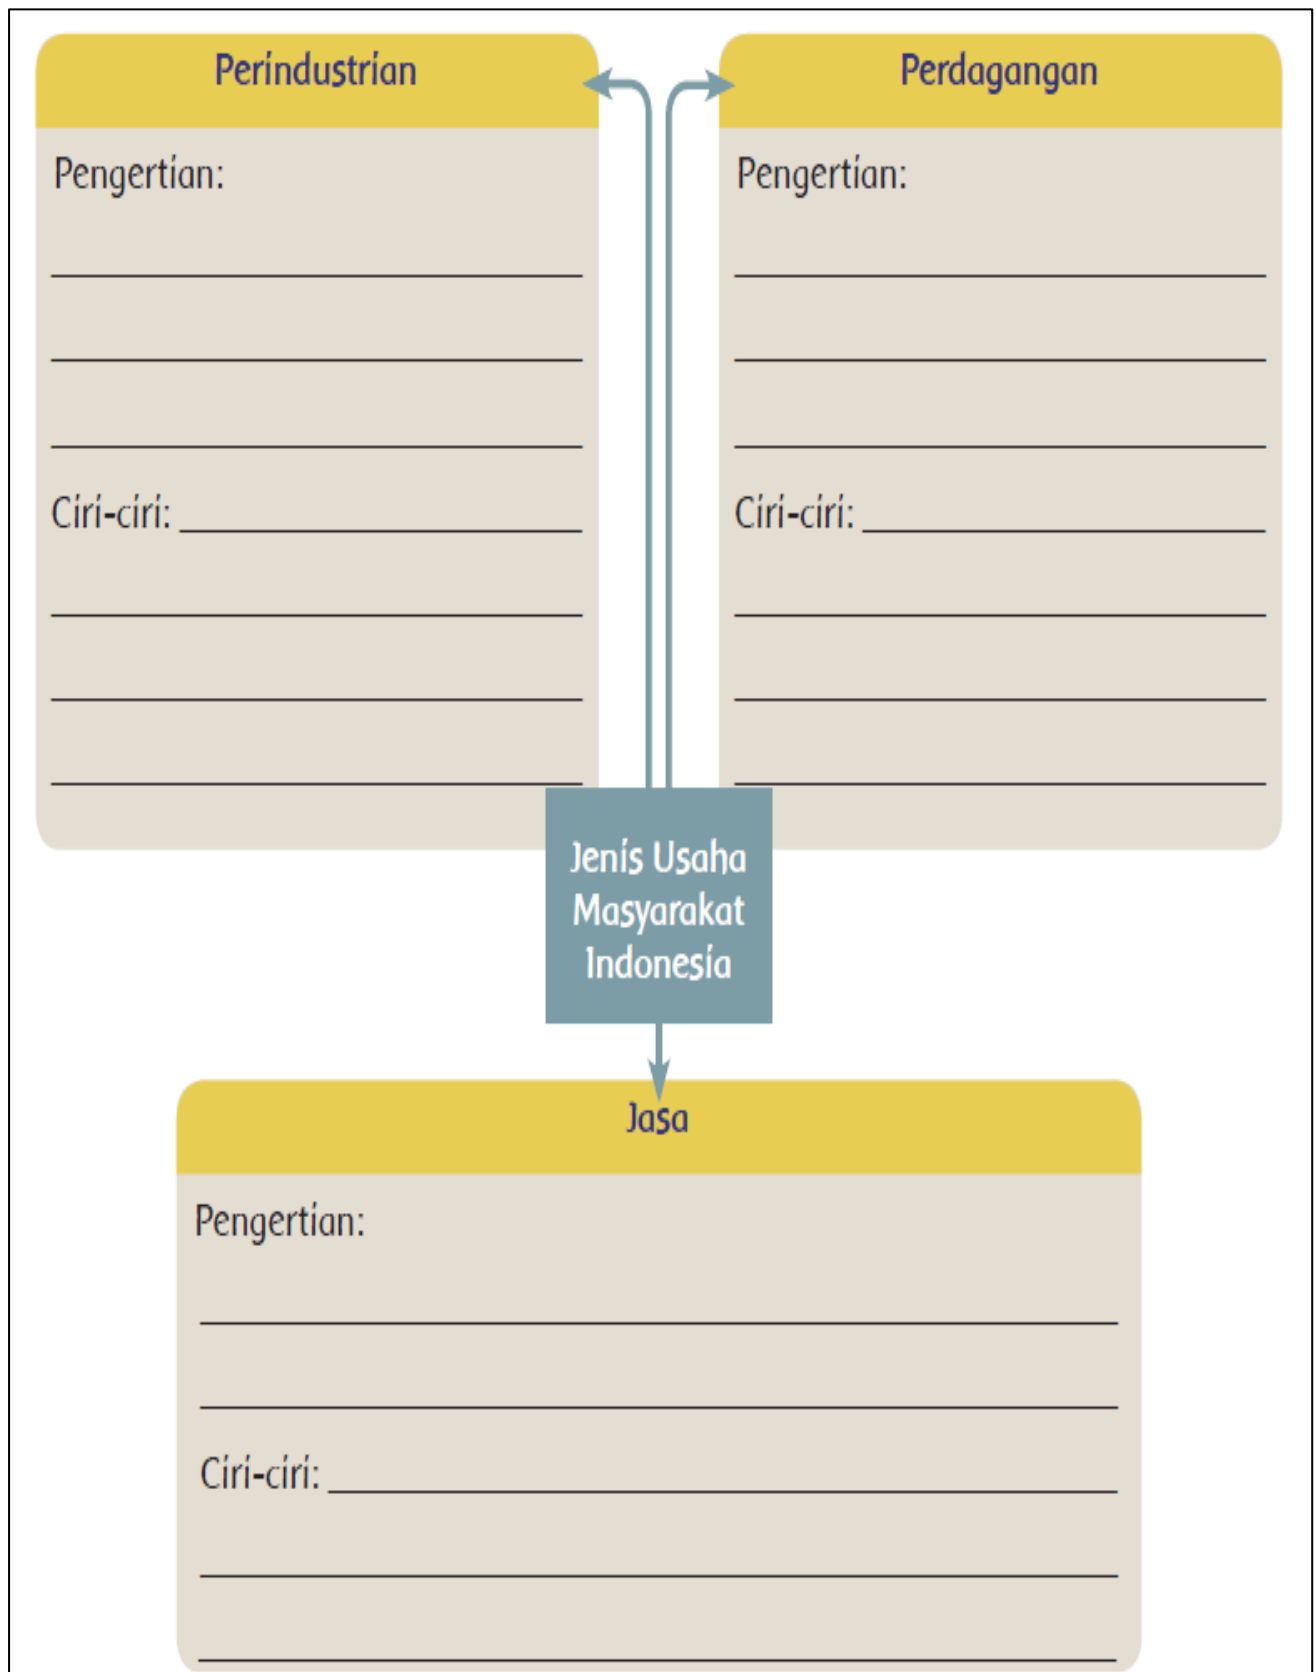 Perindustrian
Pengertian:
Ciri-ciri:
Perdagangan
Pengertian:
Ciri-ciri:
Jenis Usaha
Masyarakat
Indonesia
Jasa
Pengertian:
Ciri-ciri: